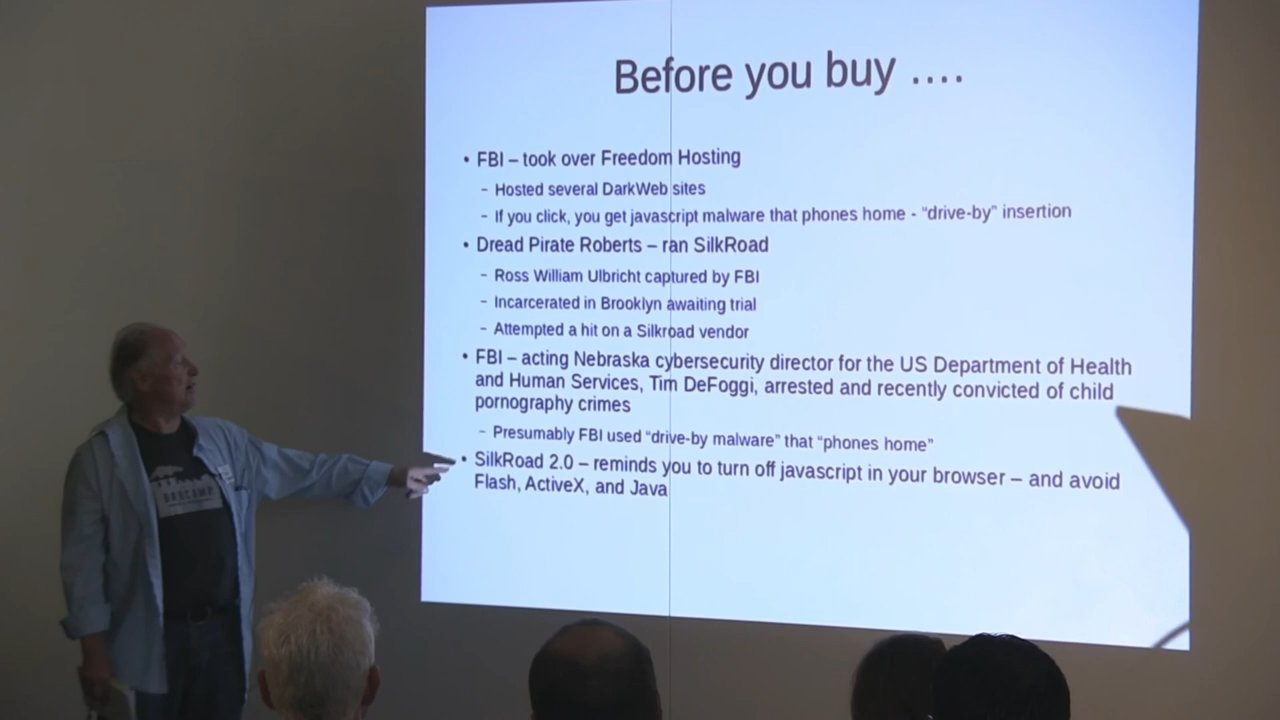 Before you buy ....
• FBI – took over Freedom Hosting
– Hosted several DarkWeb sites
– If you click, you get javascript malware that phones home - “drive-by” insertion
• Dread Pirate Roberts – ran SilkRoad
– Ross William Ulbricht captured by FBI
– Incarcerated in Brooklyn awaiting trial
– Attempted a hit on a Silkroad vendor
• FBI – acting Nebraska cybersecurity director for the US Department of Health
and Human Services, Tim DeFoggi, arrested and recently convicted of child
pornography crimes
– Presumably FBI used “drive-by malware” that “phones home”
• SilkRoad 2.0 – reminds you to turn off javascript in your browser – and avoid
Flash, ActiveX, and Java